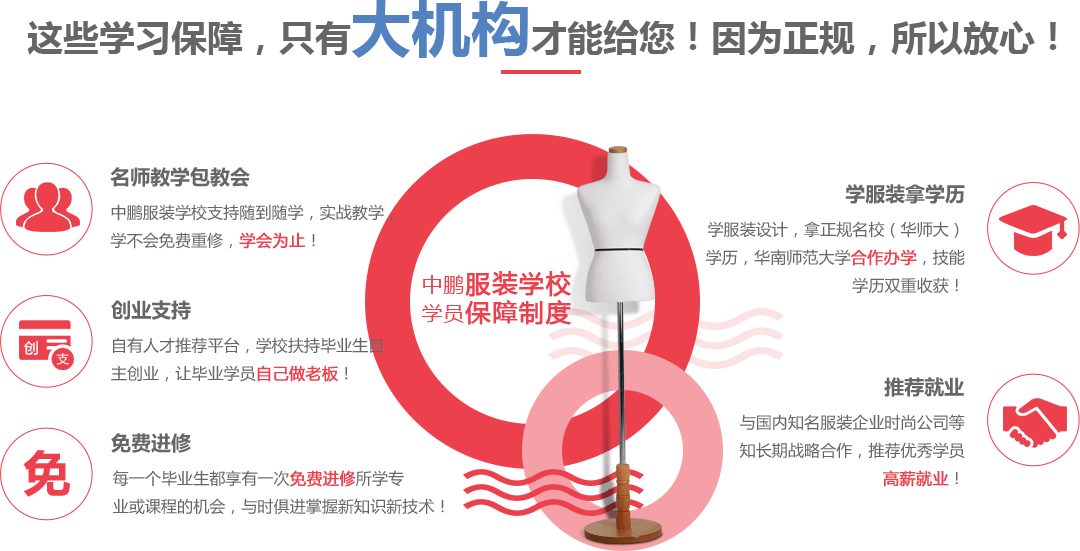 这些学习保障，只有大机构才能给您！因为正规，所以放心！
名师教学包教会
中鹏服装学校支持随到随学，实战教学
学不会免费重修，学会为止！
创业支持
创
支
自有人才推荐平台，学校扶持毕业生自
主创业，让毕业学员自己做老板！
免
免费进修
每一个毕业生都享有一次免费进修所学专
业或课程的机会，与时俱进掌握新知识新技术！
中鹏服装学校
学员保障制度
学服装拿学历
学服装设计，拿正规名校（华师大）
学历，华南师范大学合作办学，技能
学历双重收获！
推荐就业
与国内知名服装企业时尚公司等
知长期战略合作，推荐优秀学员
高薪就业！